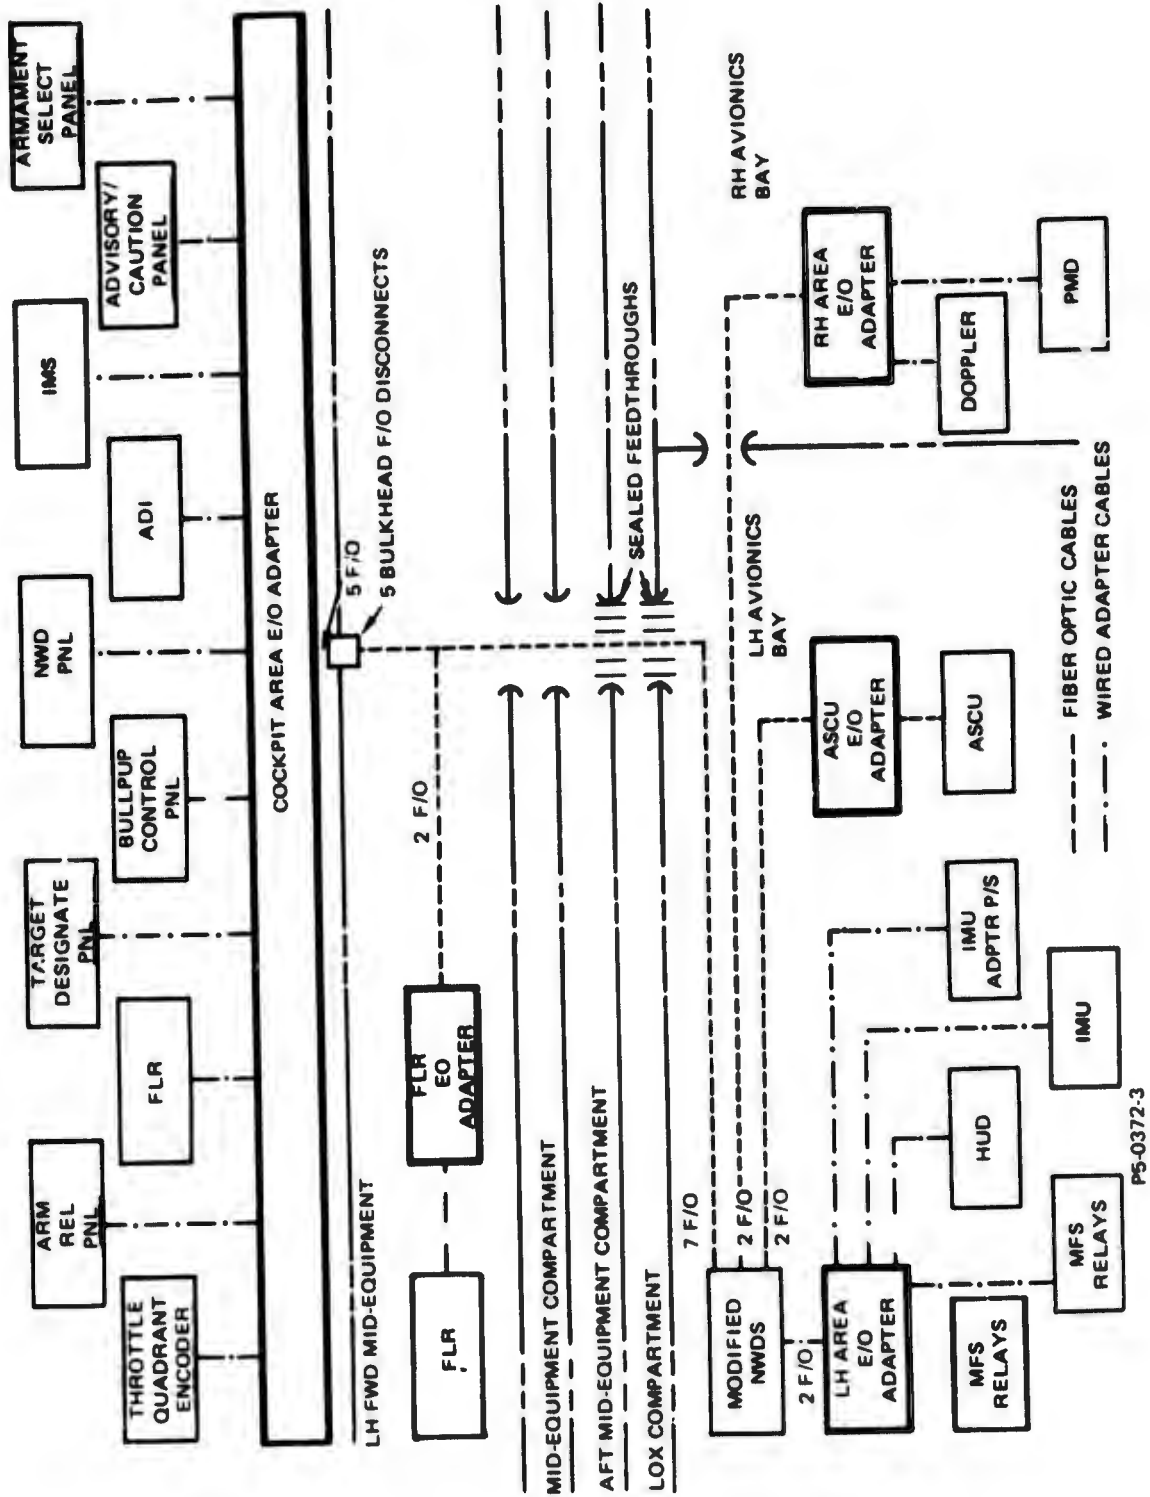 THROTTLE
QUADRANT
ENCODER
ARM
REL
PNL
FLR
TARGET
DESIGNATE
PNL
BULLPUP
CONTROL
PNL
NWD
PNL
ADI
IMS
ADVISORY/
CAUTION
PANEL
ARMAMENT
SELECT
PANEL
COCKPIT AREA E/O ADAPTER
5 F/O
5 BULKHEAD F/O DISCONNECTS
LH FWD MID-EQUIPMENT
FLR
FLR
EO
ADAPTER
2 F/O
MID-EQUIPMENT COMPARTMENT
AFT MID-EQUIPMENT COMPARTMENT
SEALED FEEDTHROUGHS
LOX COMPARTMENT
7 F/O
2 F/O
2 F/O
LH AVIONICS
BAY
RH AVIONICS
BAY
MODIFIED
NWDS
2 F/O
LH AREA
E/O
ADAPTER
ASCU
E/O
ADAPTER
RH AREA
E/O
ADAPTER
MFS
RELAYS
MFS
RELAYS
HUD
IMU
IMU
ADPTR P/S
ASCU
DOPPLER
PMD
FIBER OPTIC CABLES
WIRED ADAPTER CABLES
P5-0372-3